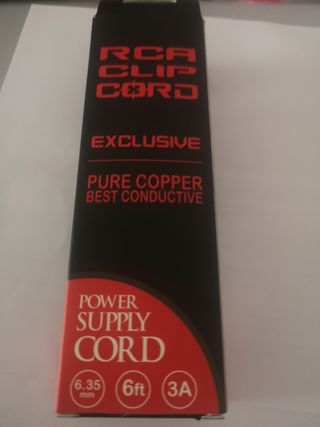 RCA
CLIP
CORD
EXCLUSIVE
PURE COPPER
BEST CONDUCTIVE
POWER
SUPPLY
CORD
6.35 mm
6ft
3A